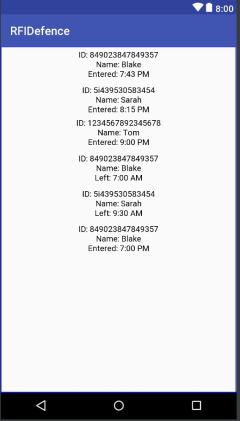 8:00
RFIDefence
ID: 849023847849357
Name: Blake
Entered: 7:43 PM
ID: 5i439530583454
Name: Sarah
Entered: 8:15 PM
ID: 1234567892345678
Name: Tom
Entered: 9:00 PM
ID: 849023847849357
Name: Blake
Left: 7:00 AM
ID: 5i439530583454
Name: Sarah
Left: 9:30 AM
ID: 849023847849357
Name: Blake
Entered: 7:00 PM